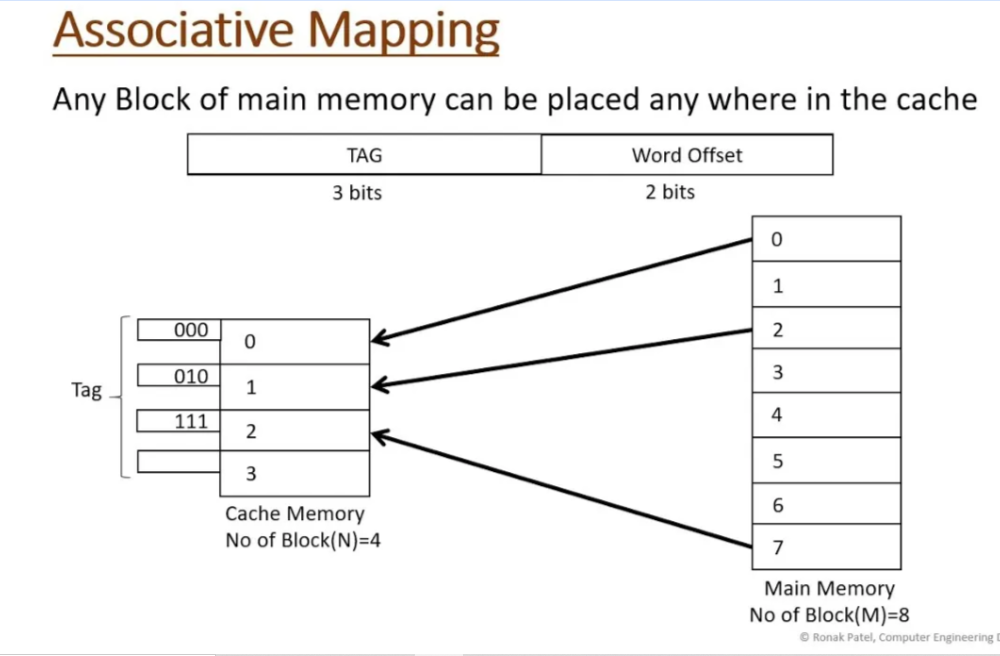 Associative Mapping
Any Block of main memory can be placed any where in the cache
TAG
Word Offset
3 bits
2 bits
Tag
000
0
010
1
111
2
3
Cache Memory
No of Block(N)=4
0
1
2
3
4
5
6
7
Main Memory
No of Block(M)=8
© Ronak Patel, Computer Engineering